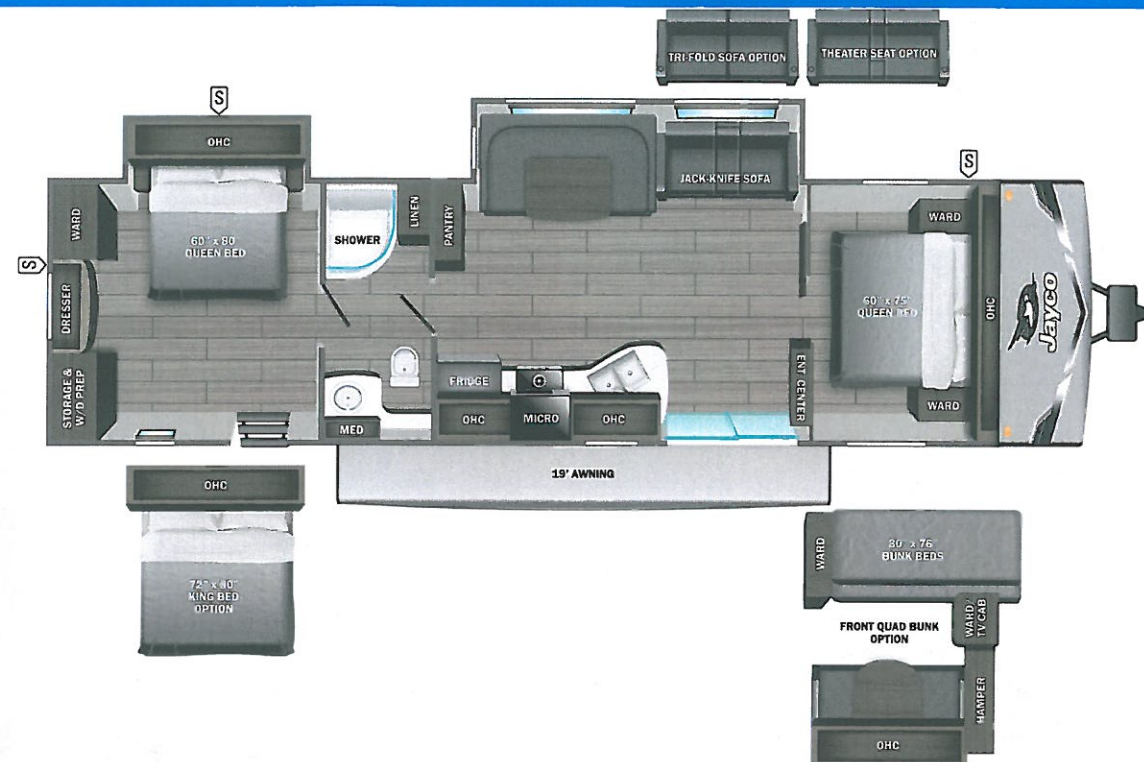 TRI-FOLD SOFA OPTION
THEATER SEAT OPTION
S
OHC
S
WARD
60" x 80"
QUEEN BED
SHOWER
LINEN
PANTRY
JACK-KNIFE SOFA
WARD
S
DRESSER
60" x 75"
QUEEN BED
OHC
Jayco
STORAGE &
W/D PREP
MED
FRIDGE
OHC
MICRO
OHC
ENT. CENTER
WARD
19' AWNING
OHC
72" x 80"
KING BED
OPTION
WARD
30" x 76"
BUNK BEDS
FRONT QUAD BUNK
OPTION
WARD/
TV CAB
HAMPER
OHC